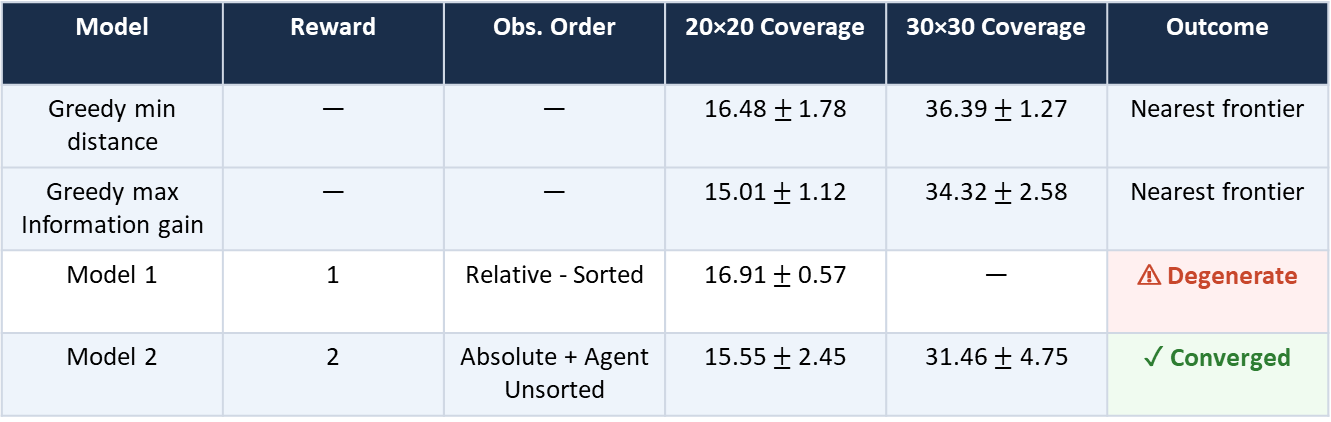 Model Reward Obs. Order 20×20 Coverage 30×30 Coverage Outcome
Greedy min
distance — — 16.48 ± 1.78 36.39 ± 1.27 Nearest frontier
Greedy max
Information gain — — 15.01 ± 1.12 34.32 ± 2.58 Nearest frontier
Model 1 1 Relative - Sorted 16.91 ± 0.57 — ⚠ Degenerate
Model 2 2 Absolute + Agent
Unsorted 15.55 ± 2.45 31.46 ± 4.75 ✓ Converged